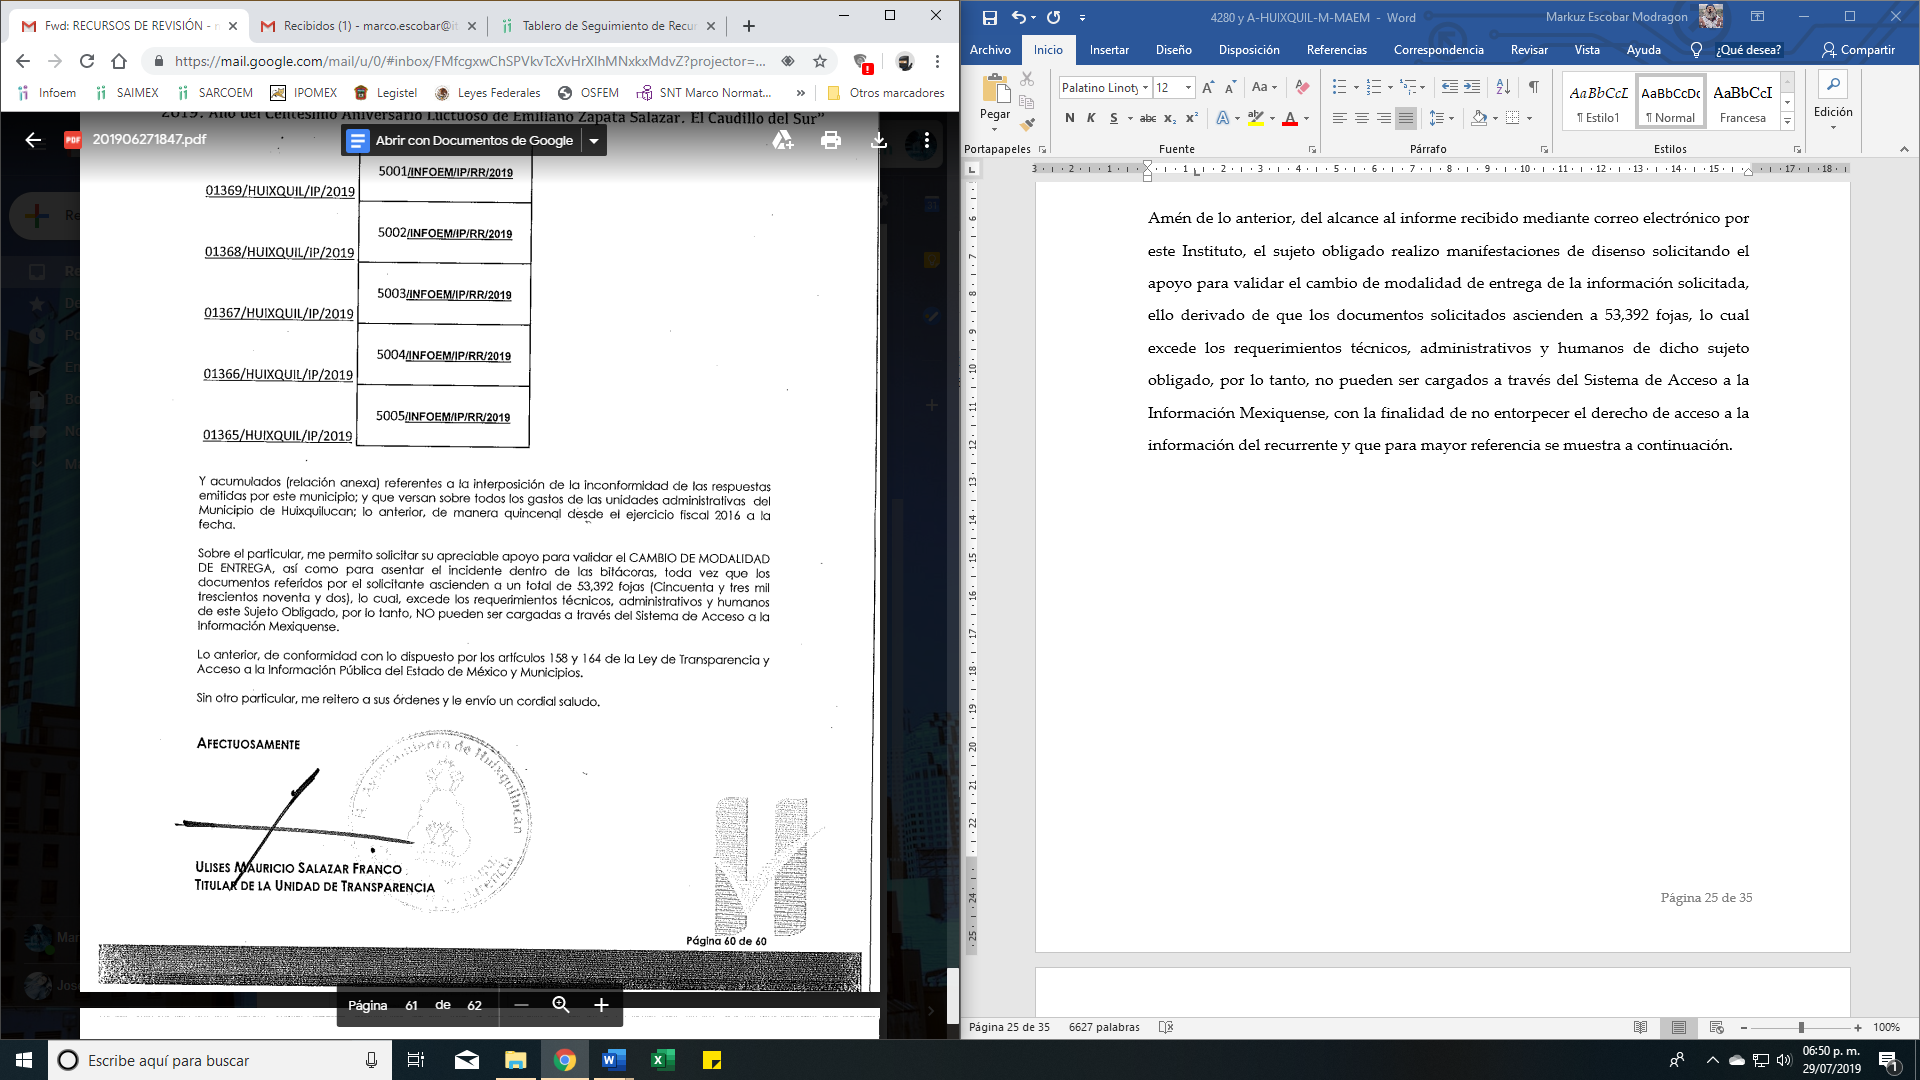 Fwd: RECURSOS DE REVISIÓN -
Recibidos (1) - marco.escobar@it
Tablero de Seguimiento de Recur
https://mail.google.com/mail/u/0/#inbox/FMfcgxwChSPVkvTcXvHrXlhMNxkxMdvZ?projector=...
Infoem SAIMEX SARCOEM IPOMEX Legistel Leyes Federales OSFEM SNT Marco Normat... » Otros marcadores
2019. Año del Centésimo Aniversario Luctuoso de Emiliano Zapata Salazar. El Caudillo del Sur"
PDF 201906271847.pdf
Abrir con Documentos de Google
01369/HUIXQUIL/IP/2019 5001/INFOEM/IP/RR/2019
01368/HUIXQUIL/IP/2019 5002/INFOEM/IP/RR/2019
01367/HUIXQUIL/IP/2019 5003/INFOEM/IP/RR/2019
01366/HUIXQUIL/IP/2019 5004/INFOEM/IP/RR/2019
01365/HUIXQUIL/IP/2019 5005/INFOEM/IP/RR/2019
Y acumulados (relación anexa) referentes a la interposición de la inconformidad de las respuestas
emitidas por este municipio; y que versan sobre todos los gastos de las unidades administrativas del
Municipio de Huixquilucan; lo anterior, de manera quincenal desde el ejercicio fiscal 2016 a la
fecha.
Sobre el particular, me permito solicitar su apreciable apoyo para validar el CAMBIO DE MODALIDAD
DE ENTREGA, así como para asentar el incidente dentro de las bitácoras, toda vez que los
documentos referidos por el solicitante ascienden a un total de 53,392 fojas (Cincuenta y tres mil
trescientos noventa y dos), lo cual, excede los requerimientos técnicos, administrativos y humanos
de este Sujeto Obligado, por lo tanto, NO pueden ser cargadas a través del Sistema de Acceso a la
Información Mexiquense.
Lo anterior, de conformidad con lo dispuesto por los artículos 158 y 164 de la Ley de Transparencia y
Acceso a la Información Pública del Estado de México y Municipios.
Sin otro particular, me reitero a sus órdenes y le envío un cordial saludo.
AFECTUOSAMENTE
ULISES MAURICIO SALAZAR FRANCO
TITULAR DE LA UNIDAD DE TRANSPARENCIA
Página 60 de 60
Página 61 de 62
4280 y A-HUIXQUIL-M-MAEM - Word
Markuz Escobar Modragon
Archivo Inicio Insertar Diseño Disposición Referencias Correspondencia Revisar Vista Ayuda ¿Qué desea? Compartir
Pegar
Palatino Linoty 12
N K S abc x₂ x²
AaBbCcL AaBbCcDc AaBbCcI
¶ Estilo1 ¶ Normal Francesa
Edición
Portapapeles Fuente Párrafo Estilos
Amén de lo anterior, del alcance al informe recibido mediante correo electrónico por
este Instituto, el sujeto obligado realizo manifestaciones de disenso solicitando el
apoyo para validar el cambio de modalidad de entrega de la información solicitada,
ello derivado de que los documentos solicitados ascienden a 53,392 fojas, lo cual
excede los requerimientos técnicos, administrativos y humanos de dicho sujeto
obligado, por lo tanto, no pueden ser cargados a través del Sistema de Acceso a la
Información Mexiquense, con la finalidad de no entorpecer el derecho de acceso a la
información del recurrente y que para mayor referencia se muestra a continuación.
Página 25 de 35
Página 25 de 35 6627 palabras 100%
Escribe aquí para buscar
06:50 p. m.
29/07/2019